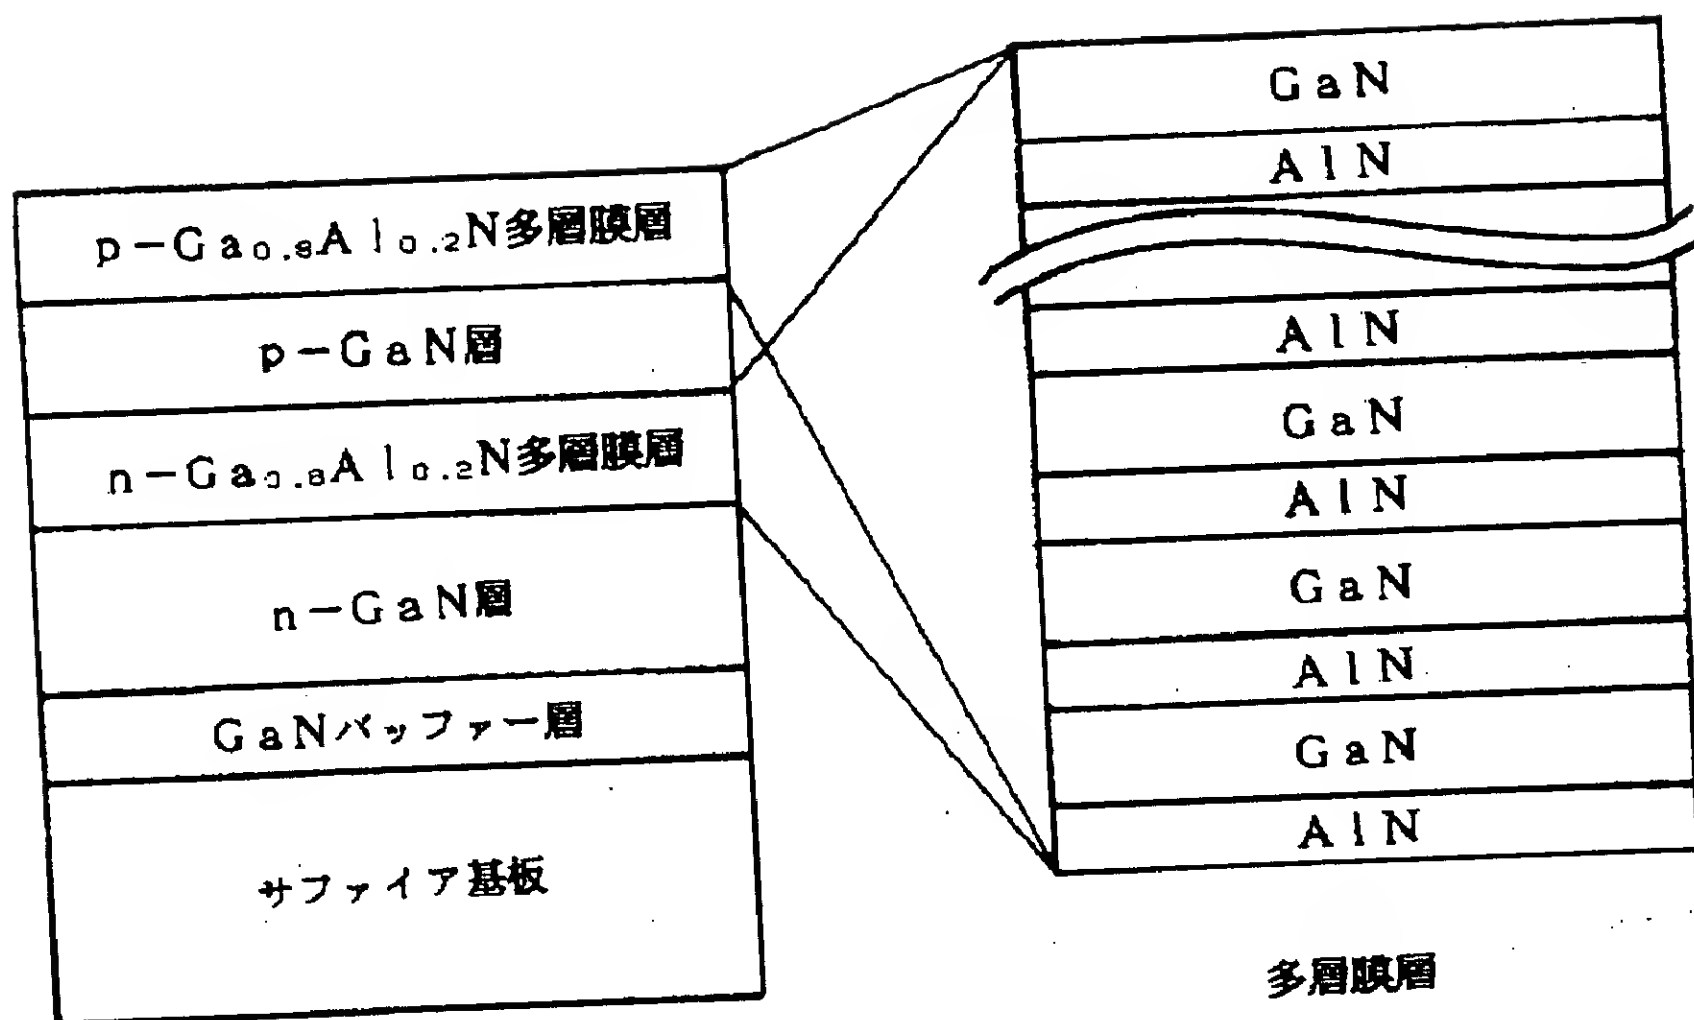 p－Ga₀.₈Al₀.₂N多層膜層
p－GaN層
n－Ga₀.₈Al₀.₂N多層膜層
n－GaN層
GaNバッファー層
サファイア基板
GaN
AlN
AlN
GaN
AlN
GaN
AlN
GaN
AlN
多層膜層